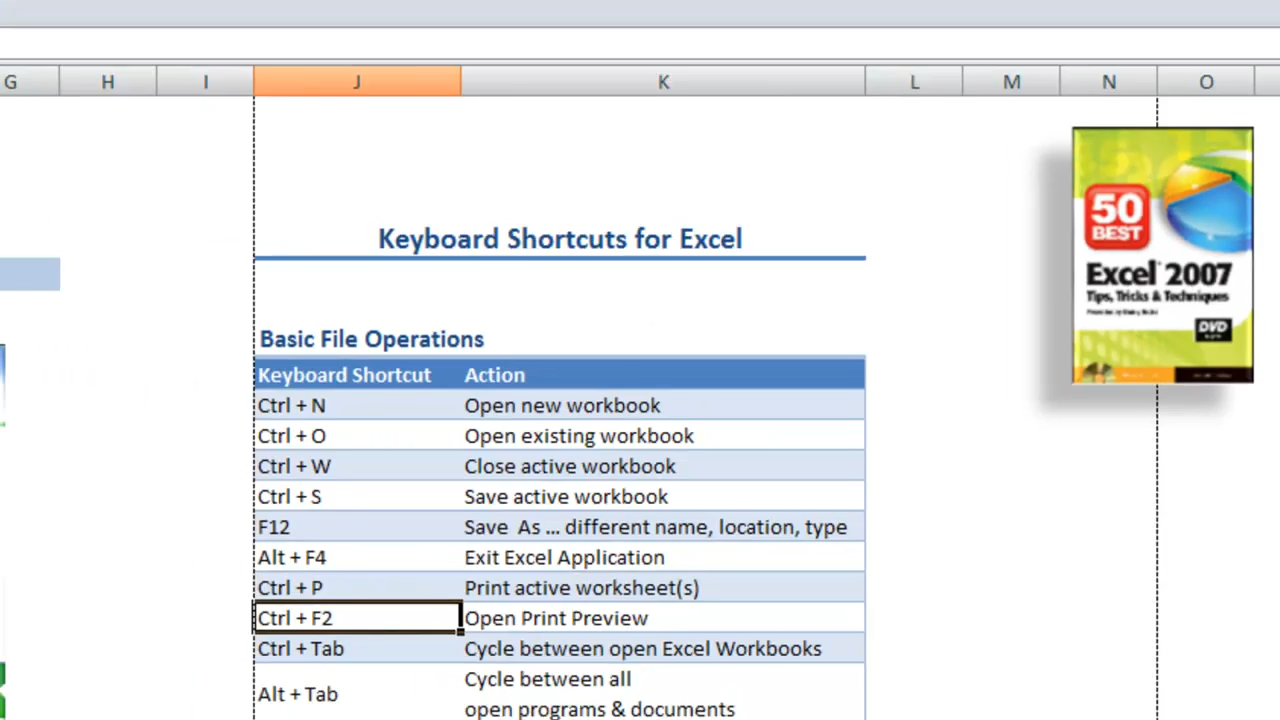 G H I J K L M N O
Keyboard Shortcuts for Excel
50
BEST
Excel 2007
Tips, Tricks & Techniques
DVD
Basic File Operations
Keyboard Shortcut Action
Ctrl + N Open new workbook
Ctrl + O Open existing workbook
Ctrl + W Close active workbook
Ctrl + S Save active workbook
F12 Save  As ... different name, location, type
Alt + F4 Exit Excel Application
Ctrl + P Print active worksheet(s)
Ctrl + F2 Open Print Preview
Ctrl + Tab Cycle between open Excel Workbooks
Alt + Tab Cycle between all
open programs & documents